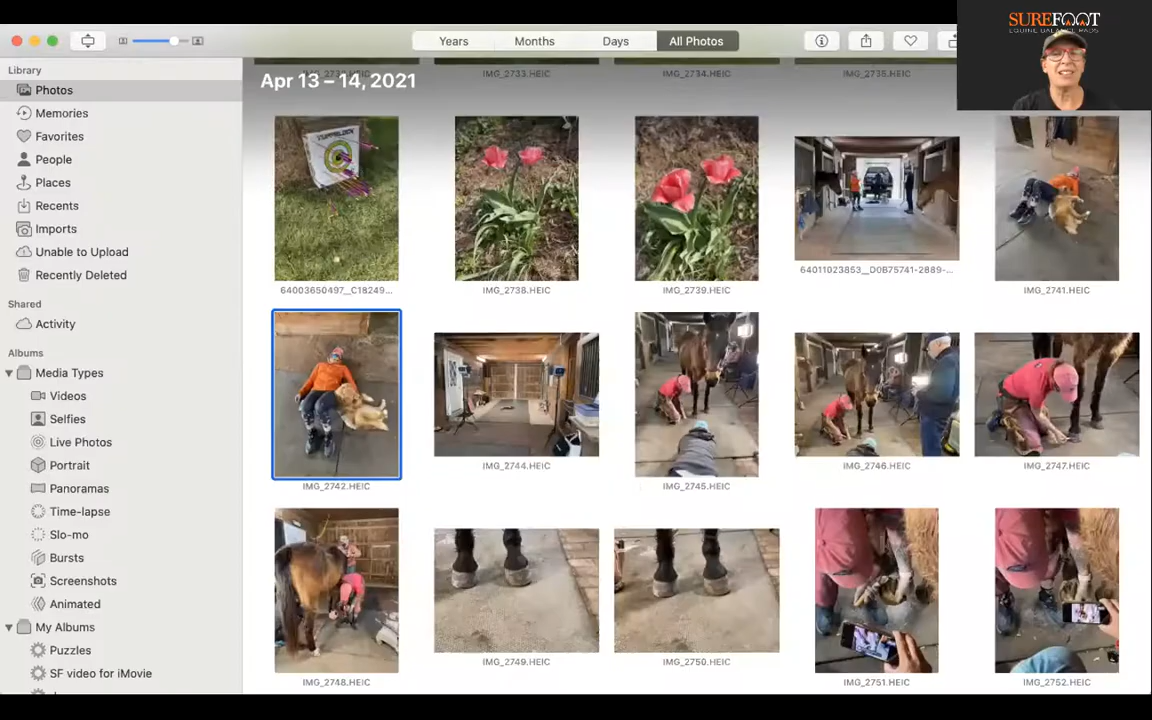 SUREFOOT
EQUINE BALANCE PADS
Years
Months
Days
All Photos
Library
Photos
Memories
Favorites
People
Places
Recents
Imports
Unable to Upload
Recently Deleted
Shared
Activity
Albums
Media Types
Videos
Selfies
Live Photos
Portrait
Panoramas
Time-lapse
Slo-mo
Bursts
Screenshots
Animated
My Albums
Puzzles
SF video for iMovie
IMG_2733.HEIC
IMG_2734.HEIC
IMG_2735.HEIC
Apr 13 – 14, 2021
64003650497__C18249...
IMG_2738.HEIC
IMG_2739.HEIC
64011023853__D0B75741-2889-...
IMG_2741.HEIC
IMG_2742.HEIC
IMG_2744.HEIC
IMG_2745.HEIC
IMG_2746.HEIC
IMG_2747.HEIC
IMG_2748.HEIC
IMG_2749.HEIC
IMG_2750.HEIC
IMG_2751.HEIC
IMG_2752.HEIC